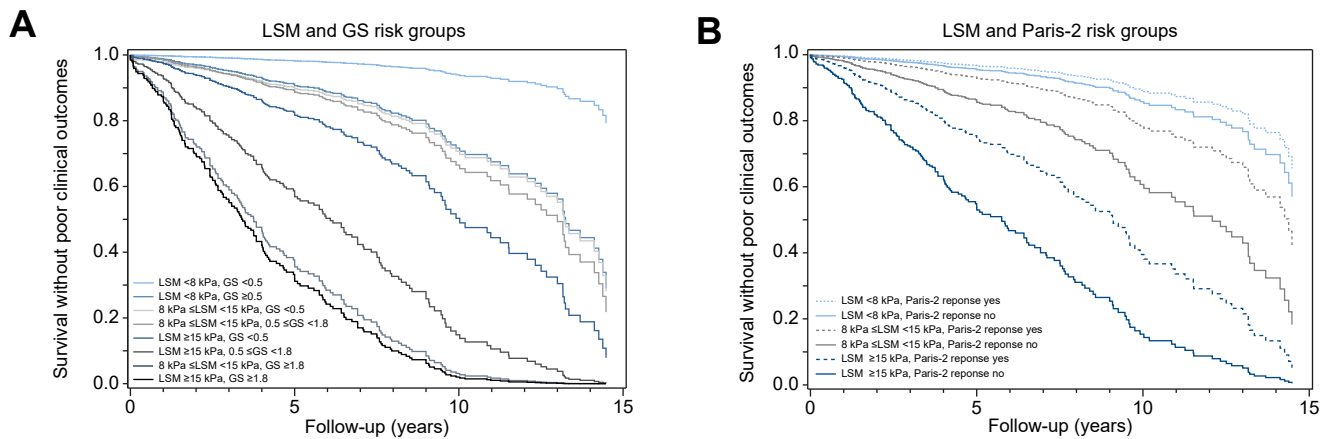 A
LSM and GS risk groups
Survival without poor clinical outcomes
1.0
0.8
0.6
0.4
0.2
0.0
LSM <8 kPa, GS <0.5
LSM <8 kPa, GS ≥0.5
8 kPa ≤LSM <15 kPa, GS <0.5
8 kPa ≤LSM <15 kPa, 0.5 ≤GS <1.8
LSM ≥15 kPa, GS <0.5
LSM ≥15 kPa, 0.5 ≤GS <1.8
8 kPa ≤LSM <15 kPa, GS ≥1.8
LSM ≥15 kPa, GS ≥1.8
0 5 10 15
Follow-up (years)
B
LSM and Paris-2 risk groups
Survival without poor clinical outcomes
1.0
0.8
0.6
0.4
0.2
0.0
LSM <8 kPa, Paris-2 reponse yes
LSM <8 kPa, Paris-2 reponse no
8 kPa ≤LSM <15 kPa, Paris-2 reponse yes
8 kPa ≤LSM <15 kPa, Paris-2 reponse no
LSM ≥15 kPa, Paris-2 reponse yes
LSM ≥15 kPa, Paris-2 reponse no
0 5 10 15
Follow-up (years)